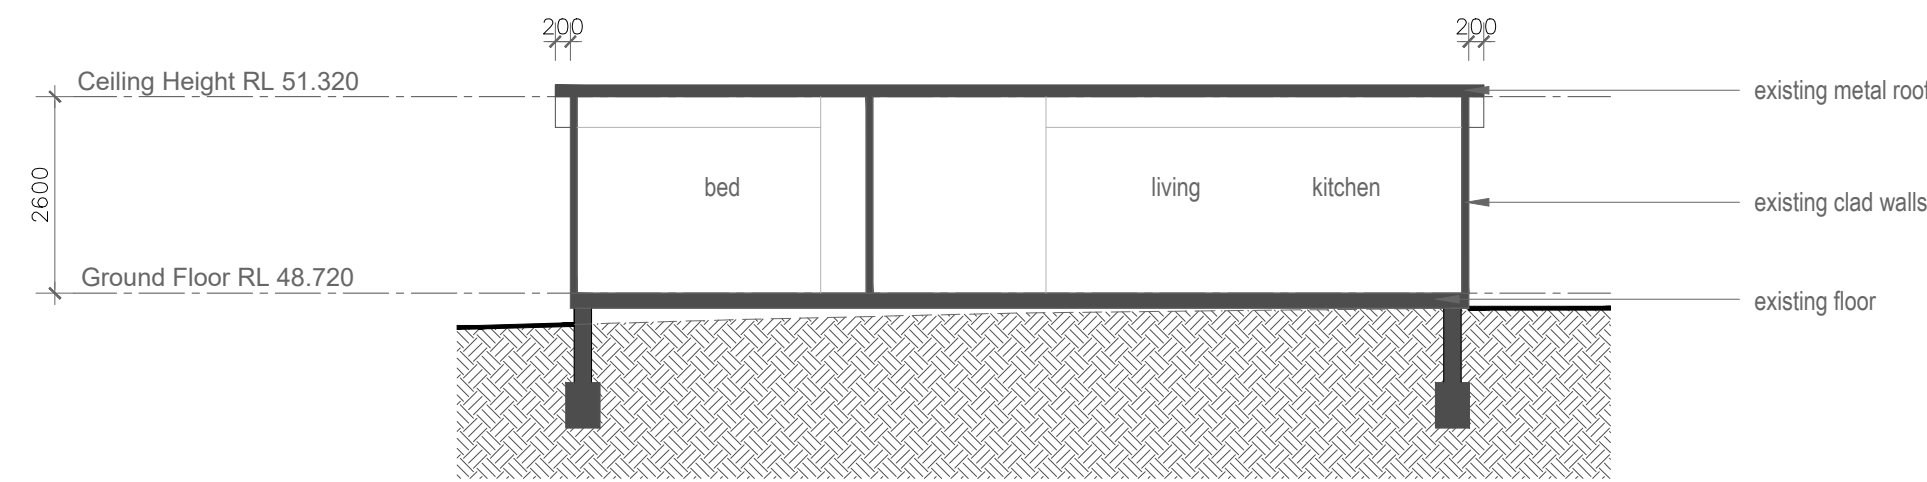 200
200
Ceiling Height RL 51.320
existing metal roof
2600
bed
living
kitchen
existing clad walls
Ground Floor RL 48.720
existing floor